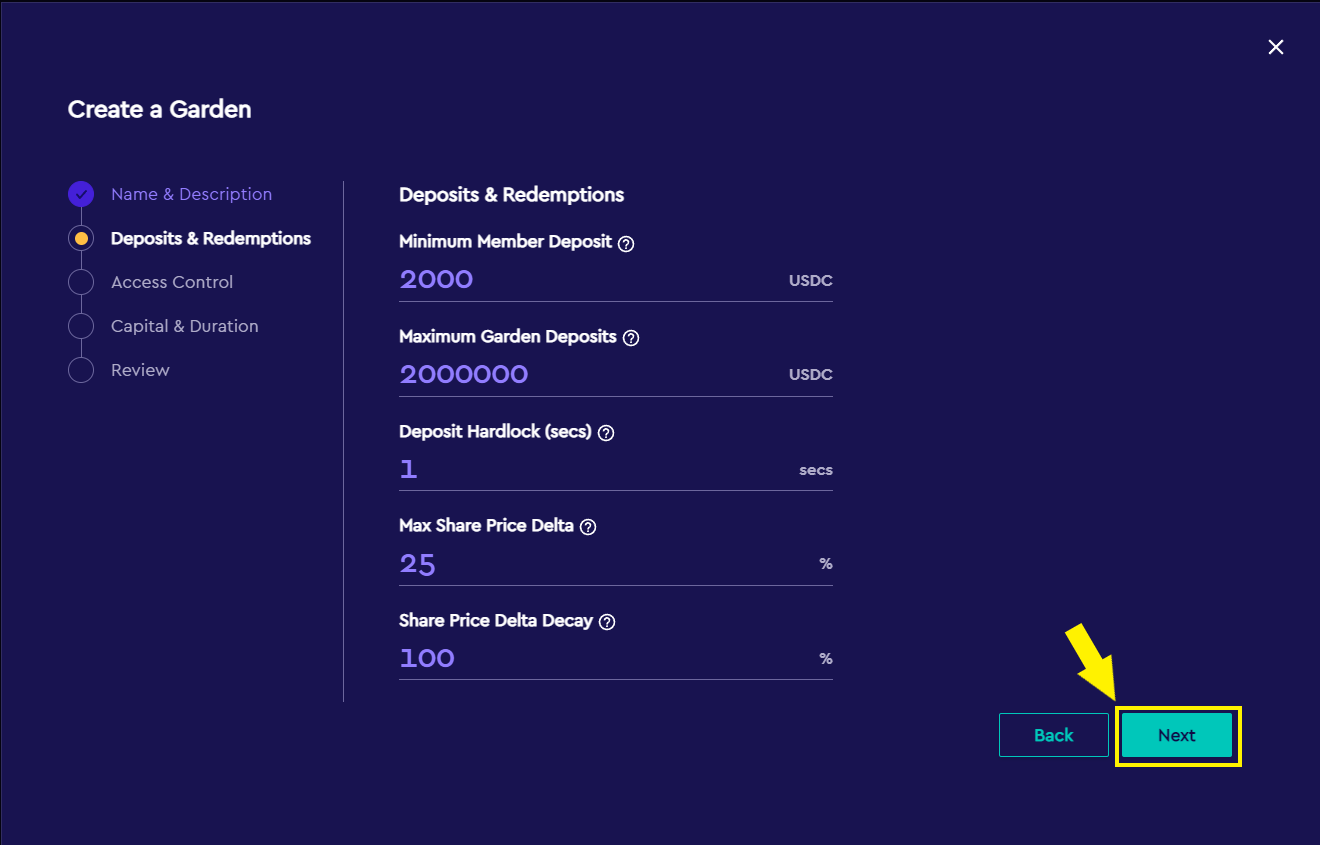 Create a Garden
Name & Description
Deposits & Redemptions
Access Control
Capital & Duration
Review
Deposits & Redemptions
Minimum Member Deposit ?
2000 USDC
Maximum Garden Deposits ?
2000000 USDC
Deposit Hardlock (secs) ?
1 secs
Max Share Price Delta ?
25 %
Share Price Delta Decay ?
100 %
Back Next